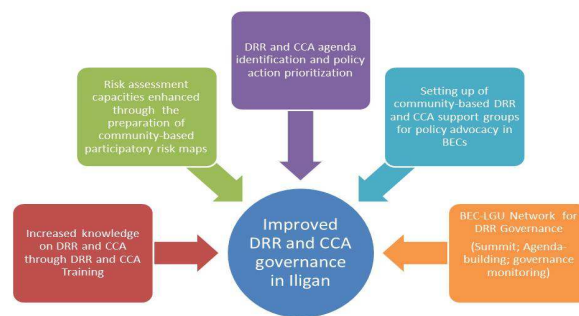 DRR and CCA agenda
identification and policy
action prioritization
Risk assessment
capacities enhanced
through the
preparation of
community-based
participatory risk maps
Setting up of
community-based DRR
and CCA support groups
for policy advocacy in
BECs
Increased knowledge
on DRR and CCA
through DRR and CCA
Training
Improved
DRR and CCA
governance
in Iligan
BEC-LGU Network for
DRR Governance
(Summit; Agenda-
building; governance
monitoring)